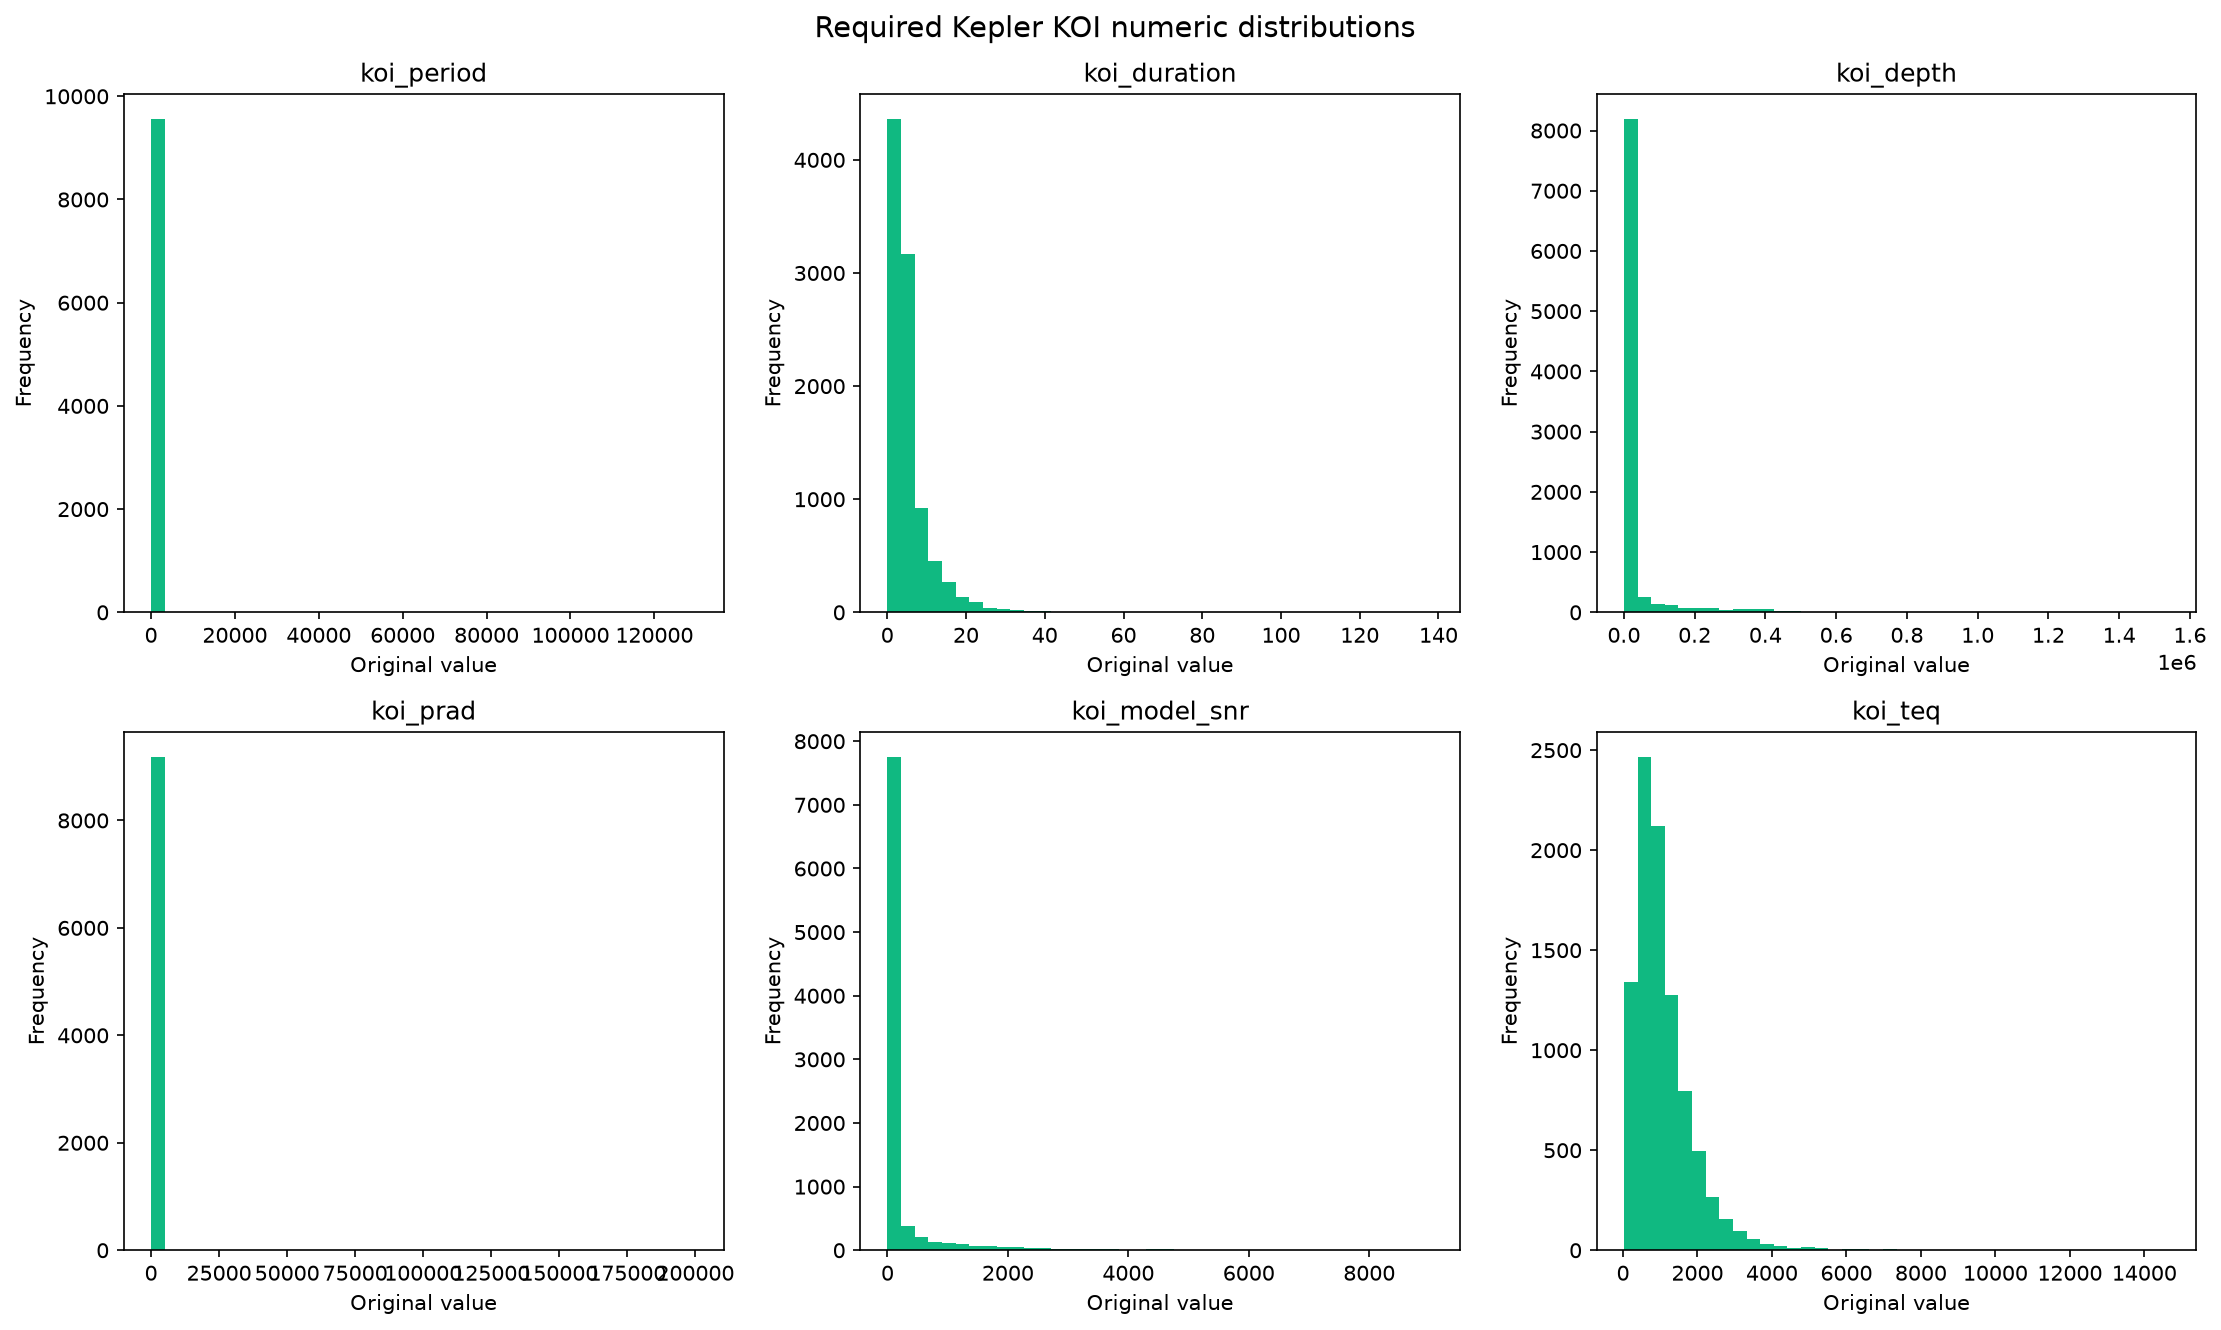 Required Kepler KOI numeric distributions
koi_period
10000
8000
6000
4000
2000
0
Frequency
0 20000 40000 60000 80000 100000 120000
Original value
koi_duration
4000
3000
2000
1000
0
Frequency
0 20 40 60 80 100 120 140
Original value
koi_depth
8000
7000
6000
5000
4000
3000
2000
1000
0
Frequency
0.0 0.2 0.4 0.6 0.8 1.0 1.2 1.4 1.6
1e6
Original value
koi_prad
8000
6000
4000
2000
0
Frequency
0 25000 50000 75000 100000 125000 150000 175000 200000
Original value
koi_model_snr
8000
7000
6000
5000
4000
3000
2000
1000
0
Frequency
0 2000 4000 6000 8000
Original value
koi_teq
2500
2000
1500
1000
500
0
Frequency
0 2000 4000 6000 8000 10000 12000 14000
Original value